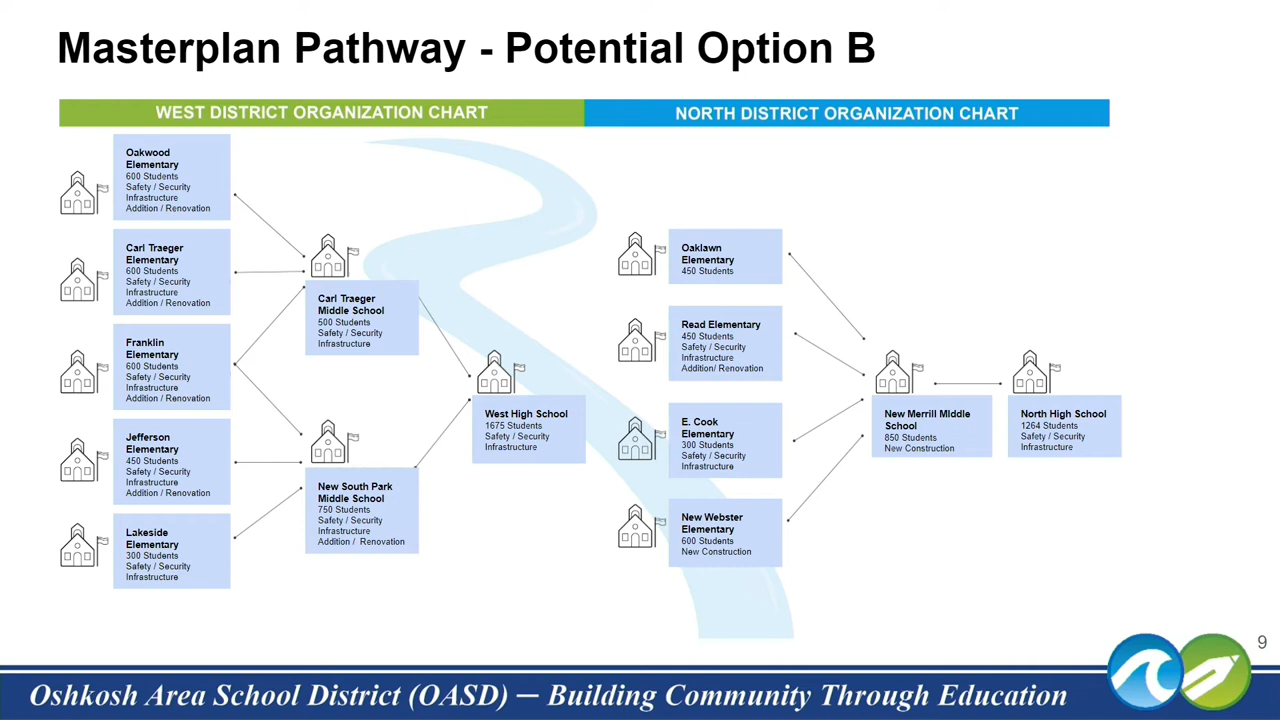 Masterplan Pathway - Potential Option B
WEST DISTRICT ORGANIZATION CHART
NORTH DISTRICT ORGANIZATION CHART
Oakwood
Elementary
600 Students
Safety / Security
Infrastructure
Addition / Renovation
Carl Traeger
Elementary
600 Students
Safety / Security
Infrastructure
Addition / Renovation
Franklin
Elementary
600 Students
Safety / Security
Infrastructure
Addition / Renovation
Jefferson
Elementary
450 Students
Safety / Security
Infrastructure
Addition / Renovation
Lakeside
Elementary
300 Students
Safety / Security
Infrastructure
Carl Traeger
Middle School
500 Students
Safety / Security
Infrastructure
New South Park
Middle School
750 Students
Safety / Security
Infrastructure
Addition / Renovation
West High School
1675 Students
Safety / Security
Infrastructure
Oaklawn
Elementary
450 Students
Read Elementary
450 Students
Safety / Security
Infrastructure
Addition/ Renovation
E. Cook
Elementary
300 Students
Safety / Security
Infrastructure
New Webster
Elementary
600 Students
New Construction
New Merrill MIddle
School
850 Students
New Construction
North High School
1264 Students
Safety / Security
Infrastructure
9
Oshkosh Area School District (OASD) — Building Community Through Education